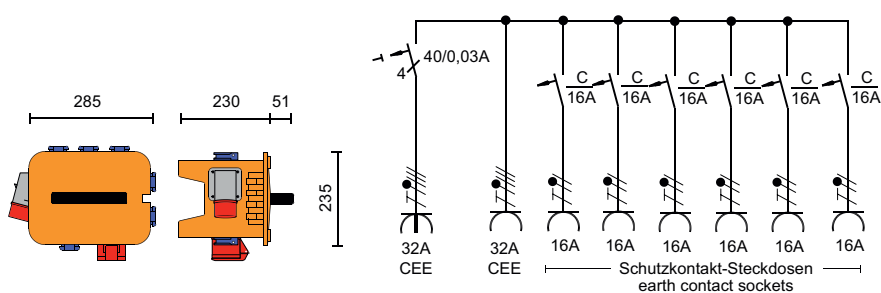 285
230
51
235
40/0,03A
4
C
16A
C
16A
C
16A
C
16A
C
16A
C
16A
32A
CEE
32A
CEE
16A
16A
16A
16A
16A
16A
Schutzkontakt-Steckdosen
earth contact sockets